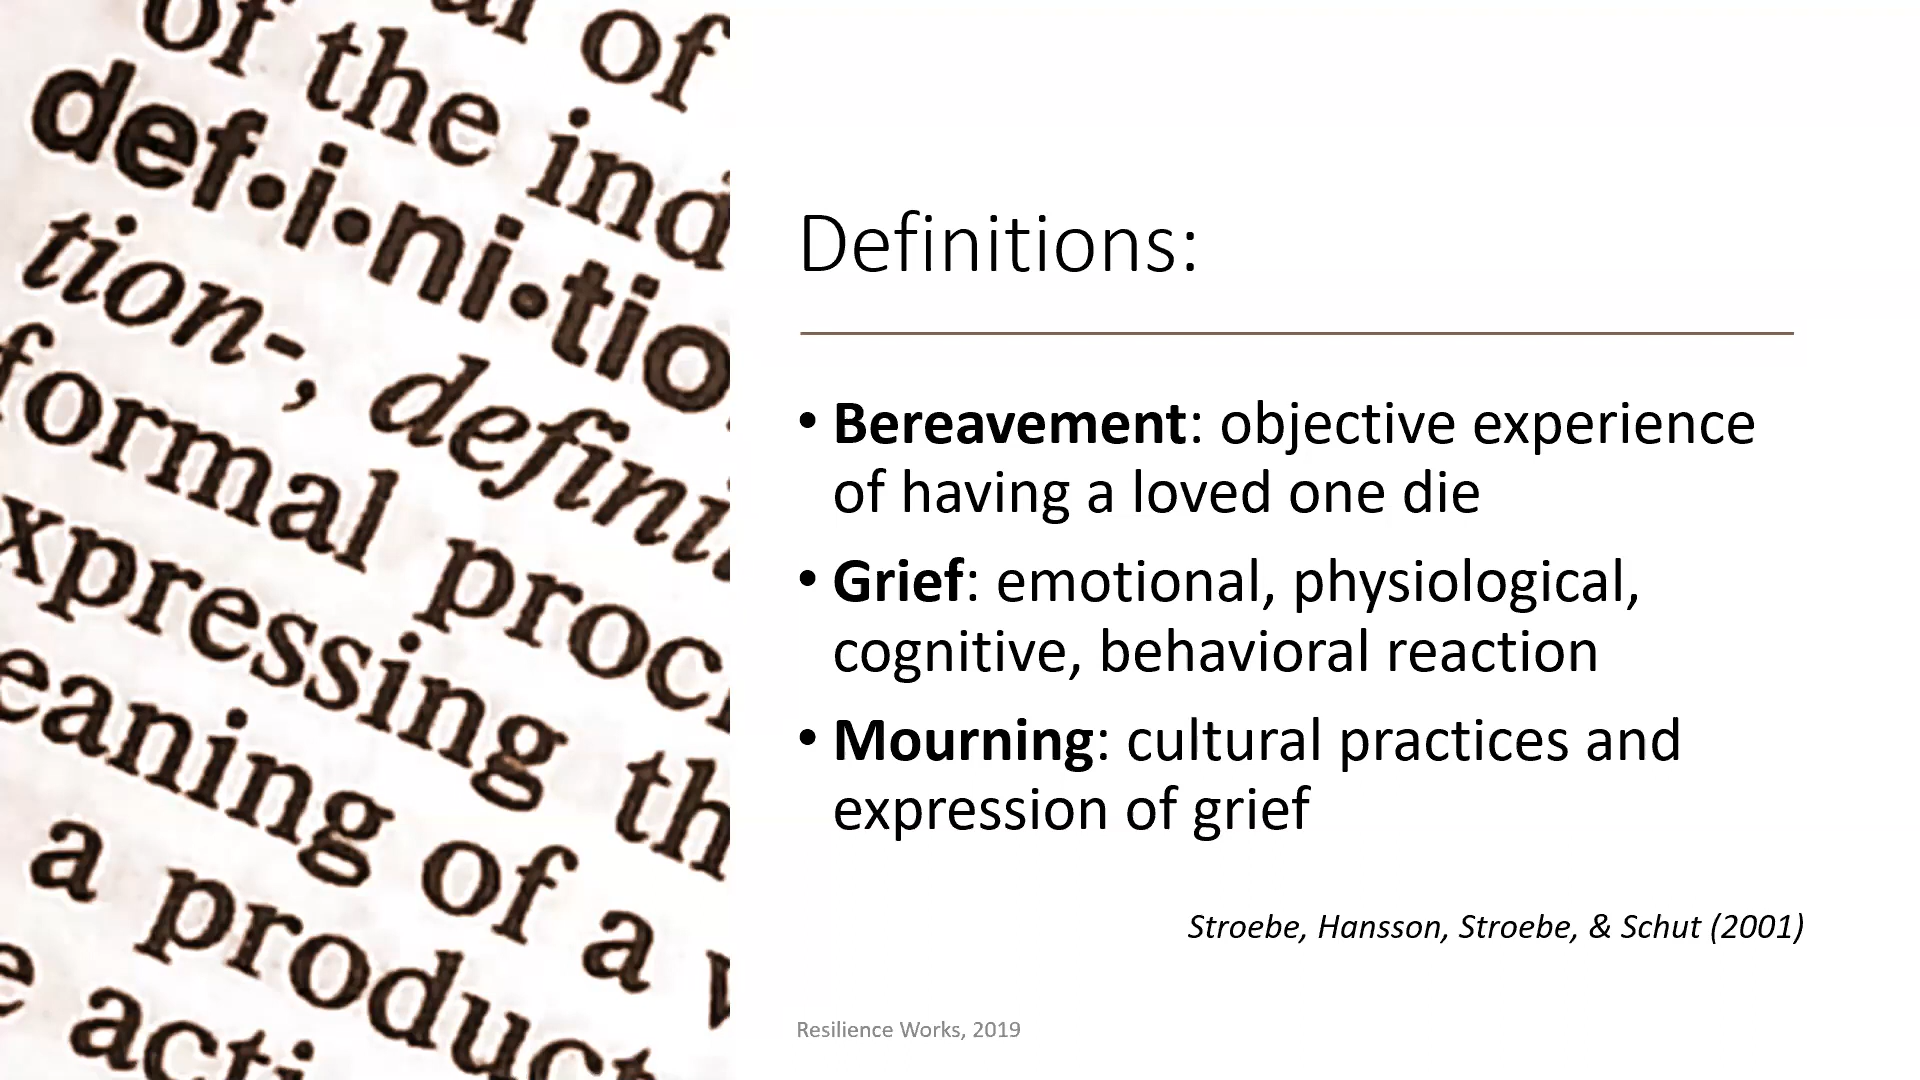 al of
of the ind
def•i•ni•tio
tion-, defini
formal proc
xpressing th
eaning of a
a product
e acti
Definitions:
• Bereavement: objective experience
of having a loved one die
• Grief: emotional, physiological,
cognitive, behavioral reaction
• Mourning: cultural practices and
expression of grief
Stroebe, Hansson, Stroebe, & Schut (2001)
Resilience Works, 2019